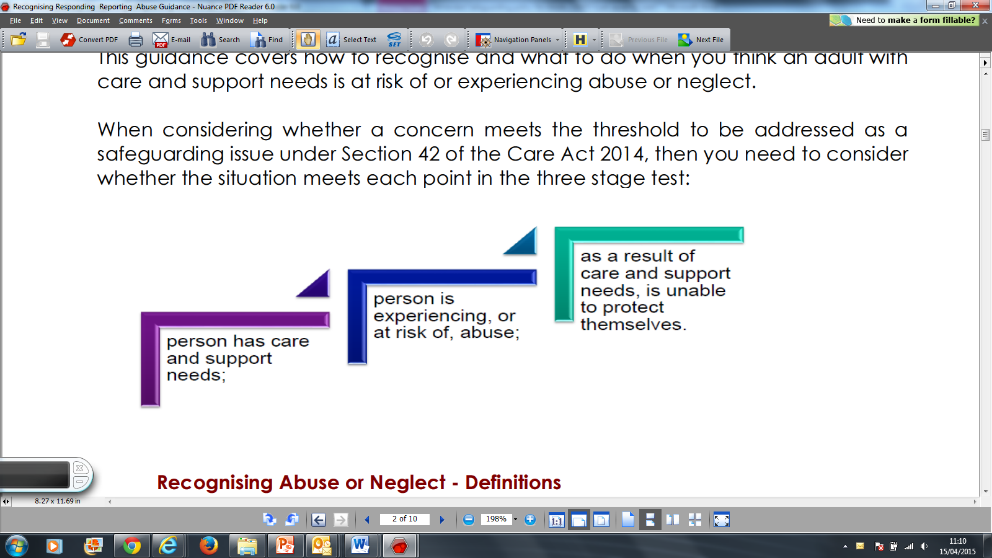 Recognising Responding Reporting Abuse Guidance - Nuance PDF Reader 6.0
File Edit View Document Comments Forms Tools Window Help
Need to make a form fillable?
Convert PDF E-mail Search Find Select Text Navigation Panels H Previous File Next File
This guidance covers how to recognise and what to do when you think an adult with
care and support needs is at risk of or experiencing abuse or neglect.
When considering whether a concern meets the threshold to be addressed as a
safeguarding issue under Section 42 of the Care Act 2014, then you need to consider
whether the situation meets each point in the three stage test:
person has care
and support
needs;
person is
experiencing, or
at risk of, abuse;
as a result of
care and support
needs, is unable
to protect
themselves.
Recognising Abuse or Neglect - Definitions
8.27 x 11.69 in
2 of 10 198%
11:10
15/04/2015